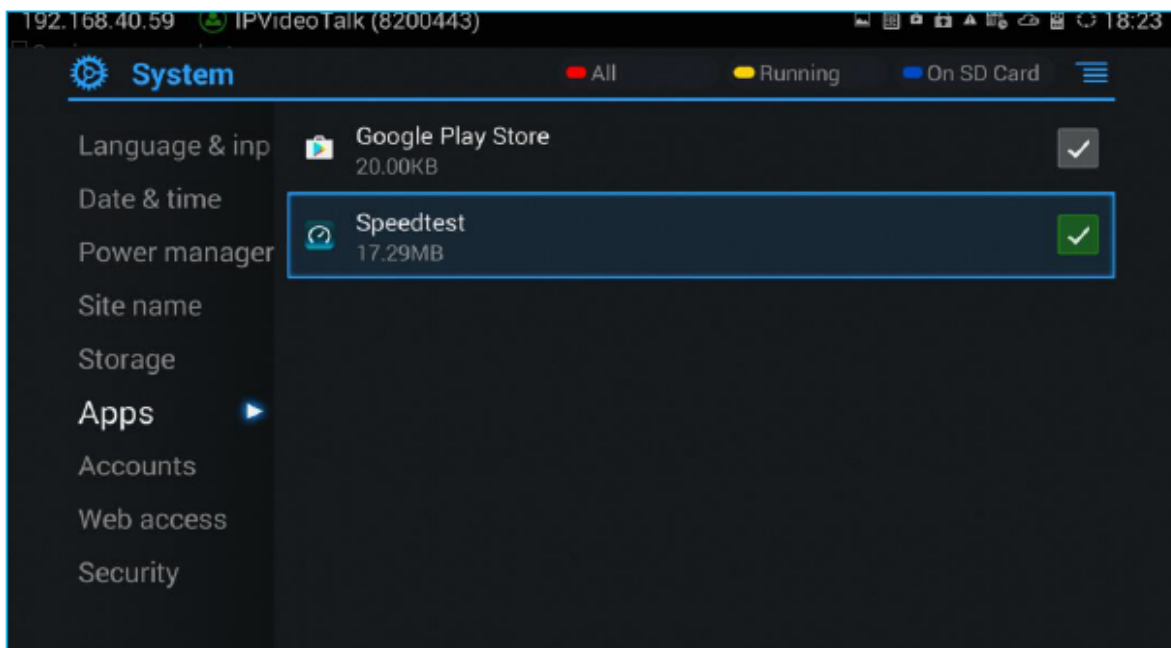 192.168.40.59 IPVideoTalk (8200443) 18:23
System All Running On SD Card
Language & inp
Date & time
Power manager
Site name
Storage
Apps
Accounts
Web access
Security
Google Play Store
20.00KB
Speedtest
17.29MB